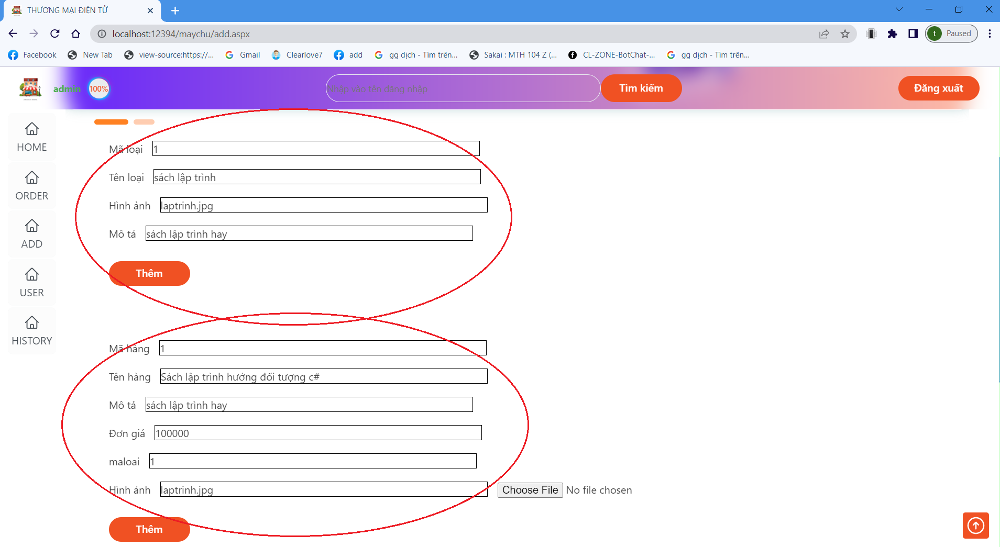 THƯƠNG MẠI ĐIỆN TỬ
localhost:12394/maychu/add.aspx
t Paused
Facebook New Tab view-source:https://... Gmail Clearlove7 add gg dịch - Tìm trên... Sakai : MTH 104 Z (... CL-ZONE-BotChat-... gg dịch - Tìm trên...
admin 100% Nhấp vào tên đăng nhập Tìm kiếm Đăng xuất
HOME
ORDER
ADD
USER
HISTORY
Mã loại 1
Tên loại sách lập trình
Hình ảnh laptrinh.jpg
Mô tả sách lập trình hay
Thêm
Mã hàng 1
Tên hàng Sách lập trình hướng đối tượng c#
Mô tả sách lập trình hay
Đơn giá 100000
maloai 1
Hình ảnh laptrinh.jpg Choose File No file chosen
Thêm